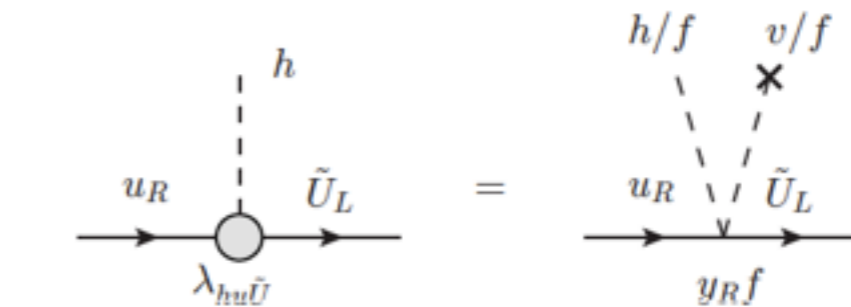 h/f v/f
h
u_R Ũ_L = u_R Ũ_L
λ_{huŨ} y_R f